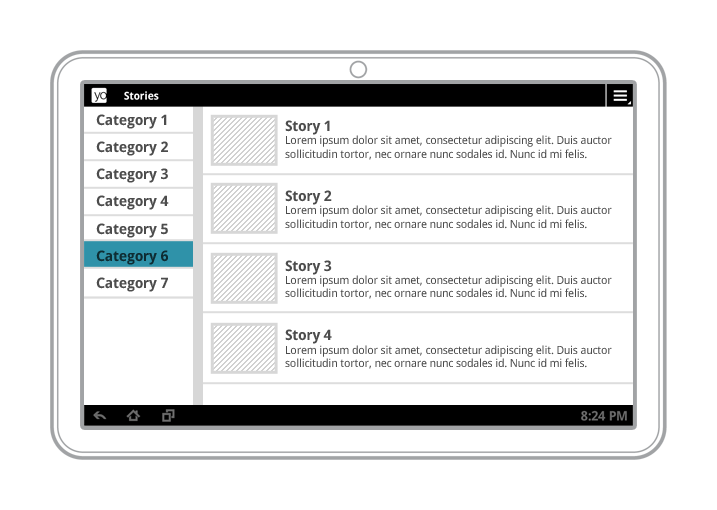 yo
Stories
Category 1
Category 2
Category 3
Category 4
Category 5
Category 6
Category 7
Story 1
Lorem ipsum dolor sit amet, consectetur adipiscing elit. Duis auctor
sollicitudin tortor, nec ornare nunc sodales id. Nunc id mi felis.
Story 2
Lorem ipsum dolor sit amet, consectetur adipiscing elit. Duis auctor
sollicitudin tortor, nec ornare nunc sodales id. Nunc id mi felis.
Story 3
Lorem ipsum dolor sit amet, consectetur adipiscing elit. Duis auctor
sollicitudin tortor, nec ornare nunc sodales id. Nunc id mi felis.
Story 4
Lorem ipsum dolor sit amet, consectetur adipiscing elit. Duis auctor
sollicitudin tortor, nec ornare nunc sodales id. Nunc id mi felis.
8:24 PM